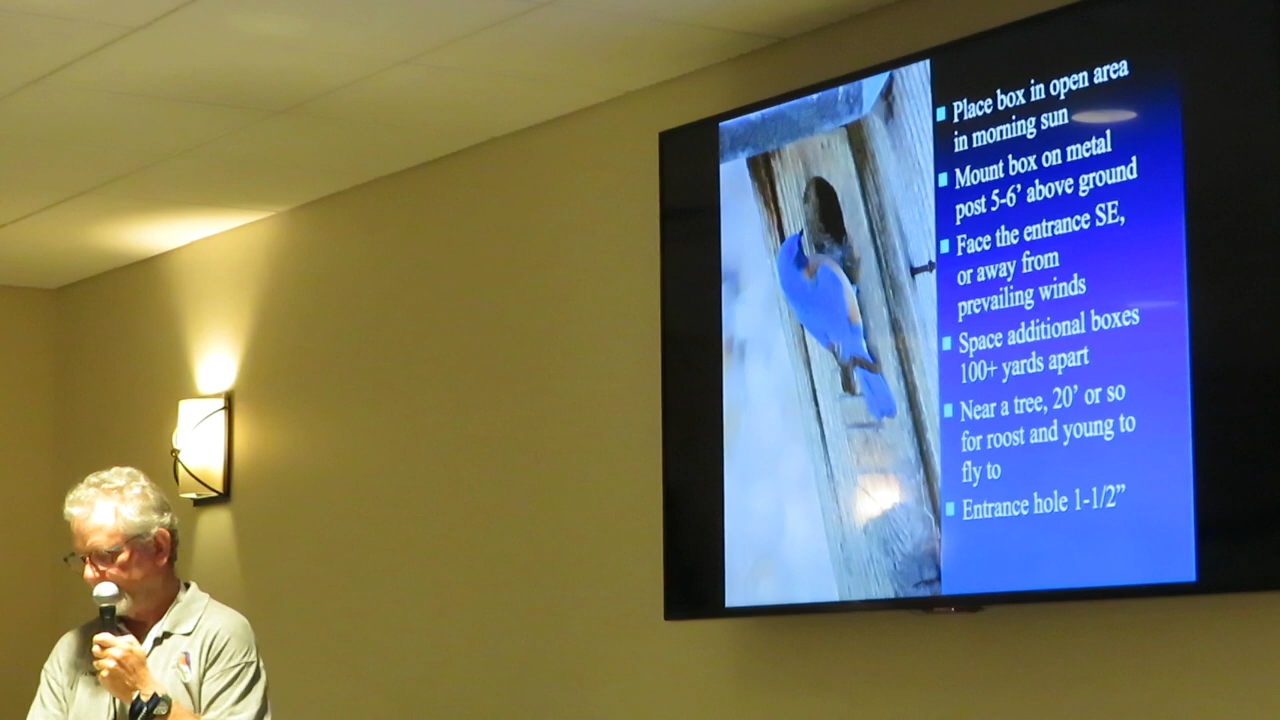 Place box in open area
in morning sun
Mount box on metal
post 5-6’ above ground
Face the entrance SE,
or away from
prevailing winds
Space additional boxes
100+ yards apart
Near a tree, 20’ or so
for roost and young to
fly to
Entrance hole 1-1/2”